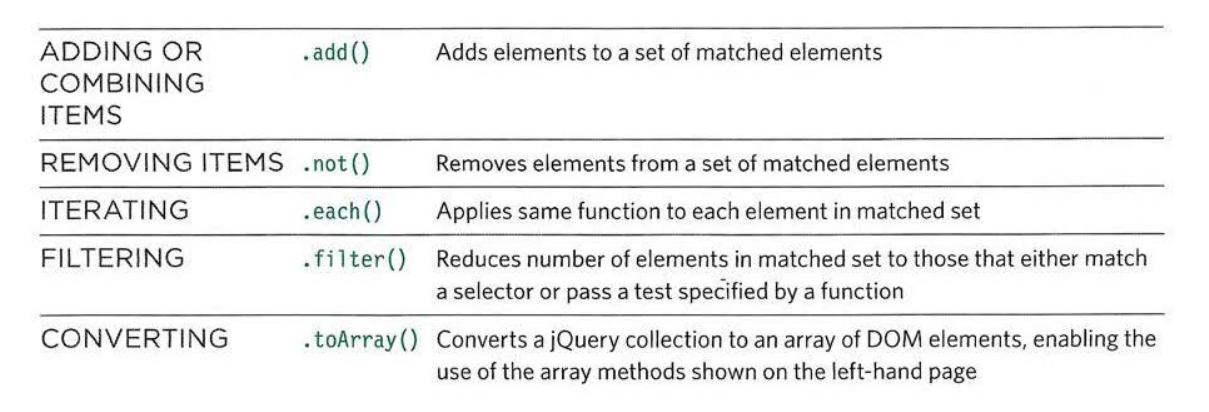 ADDING OR COMBINING ITEMS .add() Adds elements to a set of matched elements
REMOVING ITEMS .not() Removes elements from a set of matched elements
ITERATING .each() Applies same function to each element in matched set
FILTERING .filter() Reduces number of elements in matched set to those that either match
a selector or pass a test specified by a function
CONVERTING .toArray() Converts a jQuery collection to an array of DOM elements, enabling the
use of the array methods shown on the left-hand page